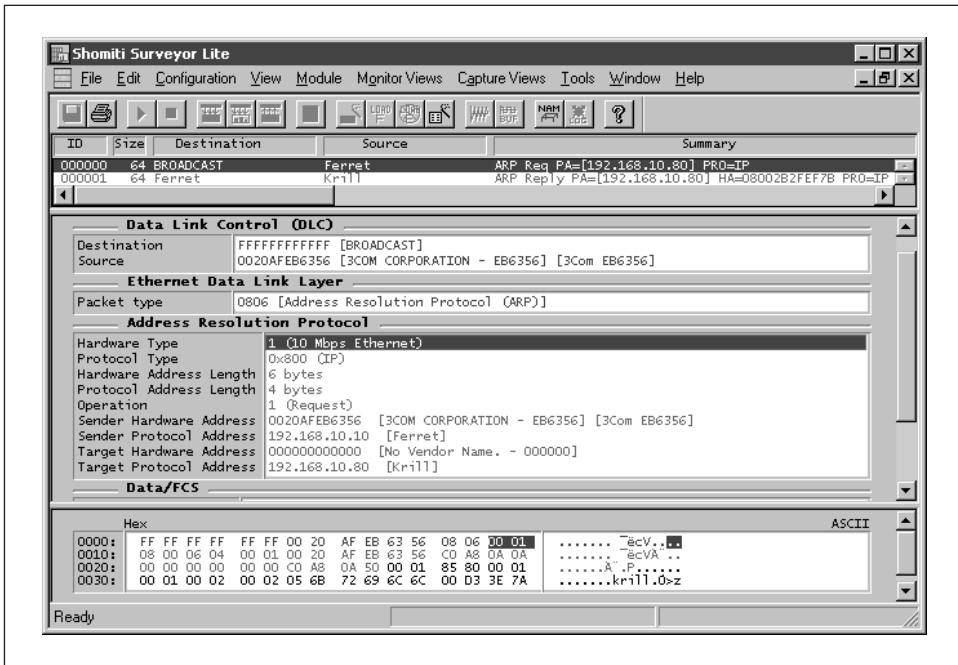 Shomiti Surveyor Lite
File Edit Configuration View Module Monitor Views Capture Views Tools Window Help
ID Size Destination Source Summary
000000 64 BROADCAST Ferret ARP Req PA=[192.168.10.80] PRO=IP
000001 64 Ferret Krill ARP Reply PA=[192.168.10.80] HA=08002B2FEF7B PRO=IP
Data Link Control (DLC)
Destination FFFFFFFFFFFF [BROADCAST]
Source 0020AFEB6356 [3COM CORPORATION - EB6356] [3Com EB6356]
Ethernet Data Link Layer
Packet type 0806 [Address Resolution Protocol (ARP)]
Address Resolution Protocol
Hardware Type 1 (10 Mbps Ethernet)
Protocol Type 0x800 (IP)
Hardware Address Length 6 bytes
Protocol Address Length 4 bytes
Operation 1 (Request)
Sender Hardware Address 0020AFEB6356 [3COM CORPORATION - EB6356] [3Com EB6356]
Sender Protocol Address 192.168.10.10 [Ferret]
Target Hardware Address 000000000000 [No Vendor Name. - 000000]
Target Protocol Address 192.168.10.80 [Krill]
Data/FCS
Hex ASCII
0000: FF FF FF FF FF FF 00 20 AF EB 63 56 08 06 00 01 ....... ¯ëcV....
0010: 08 00 06 04 00 01 00 20 AF EB 63 56 C0 A8 0A 0A ....... ¯ëcVÀ¨..
0020: 00 00 00 00 00 00 C0 A8 0A 50 00 01 85 80 00 01 ......À¨.P......
0030: 00 01 00 02 00 02 05 6B 72 69 6C 6C 00 D3 3E 7A .......krill.Ó>z
Ready